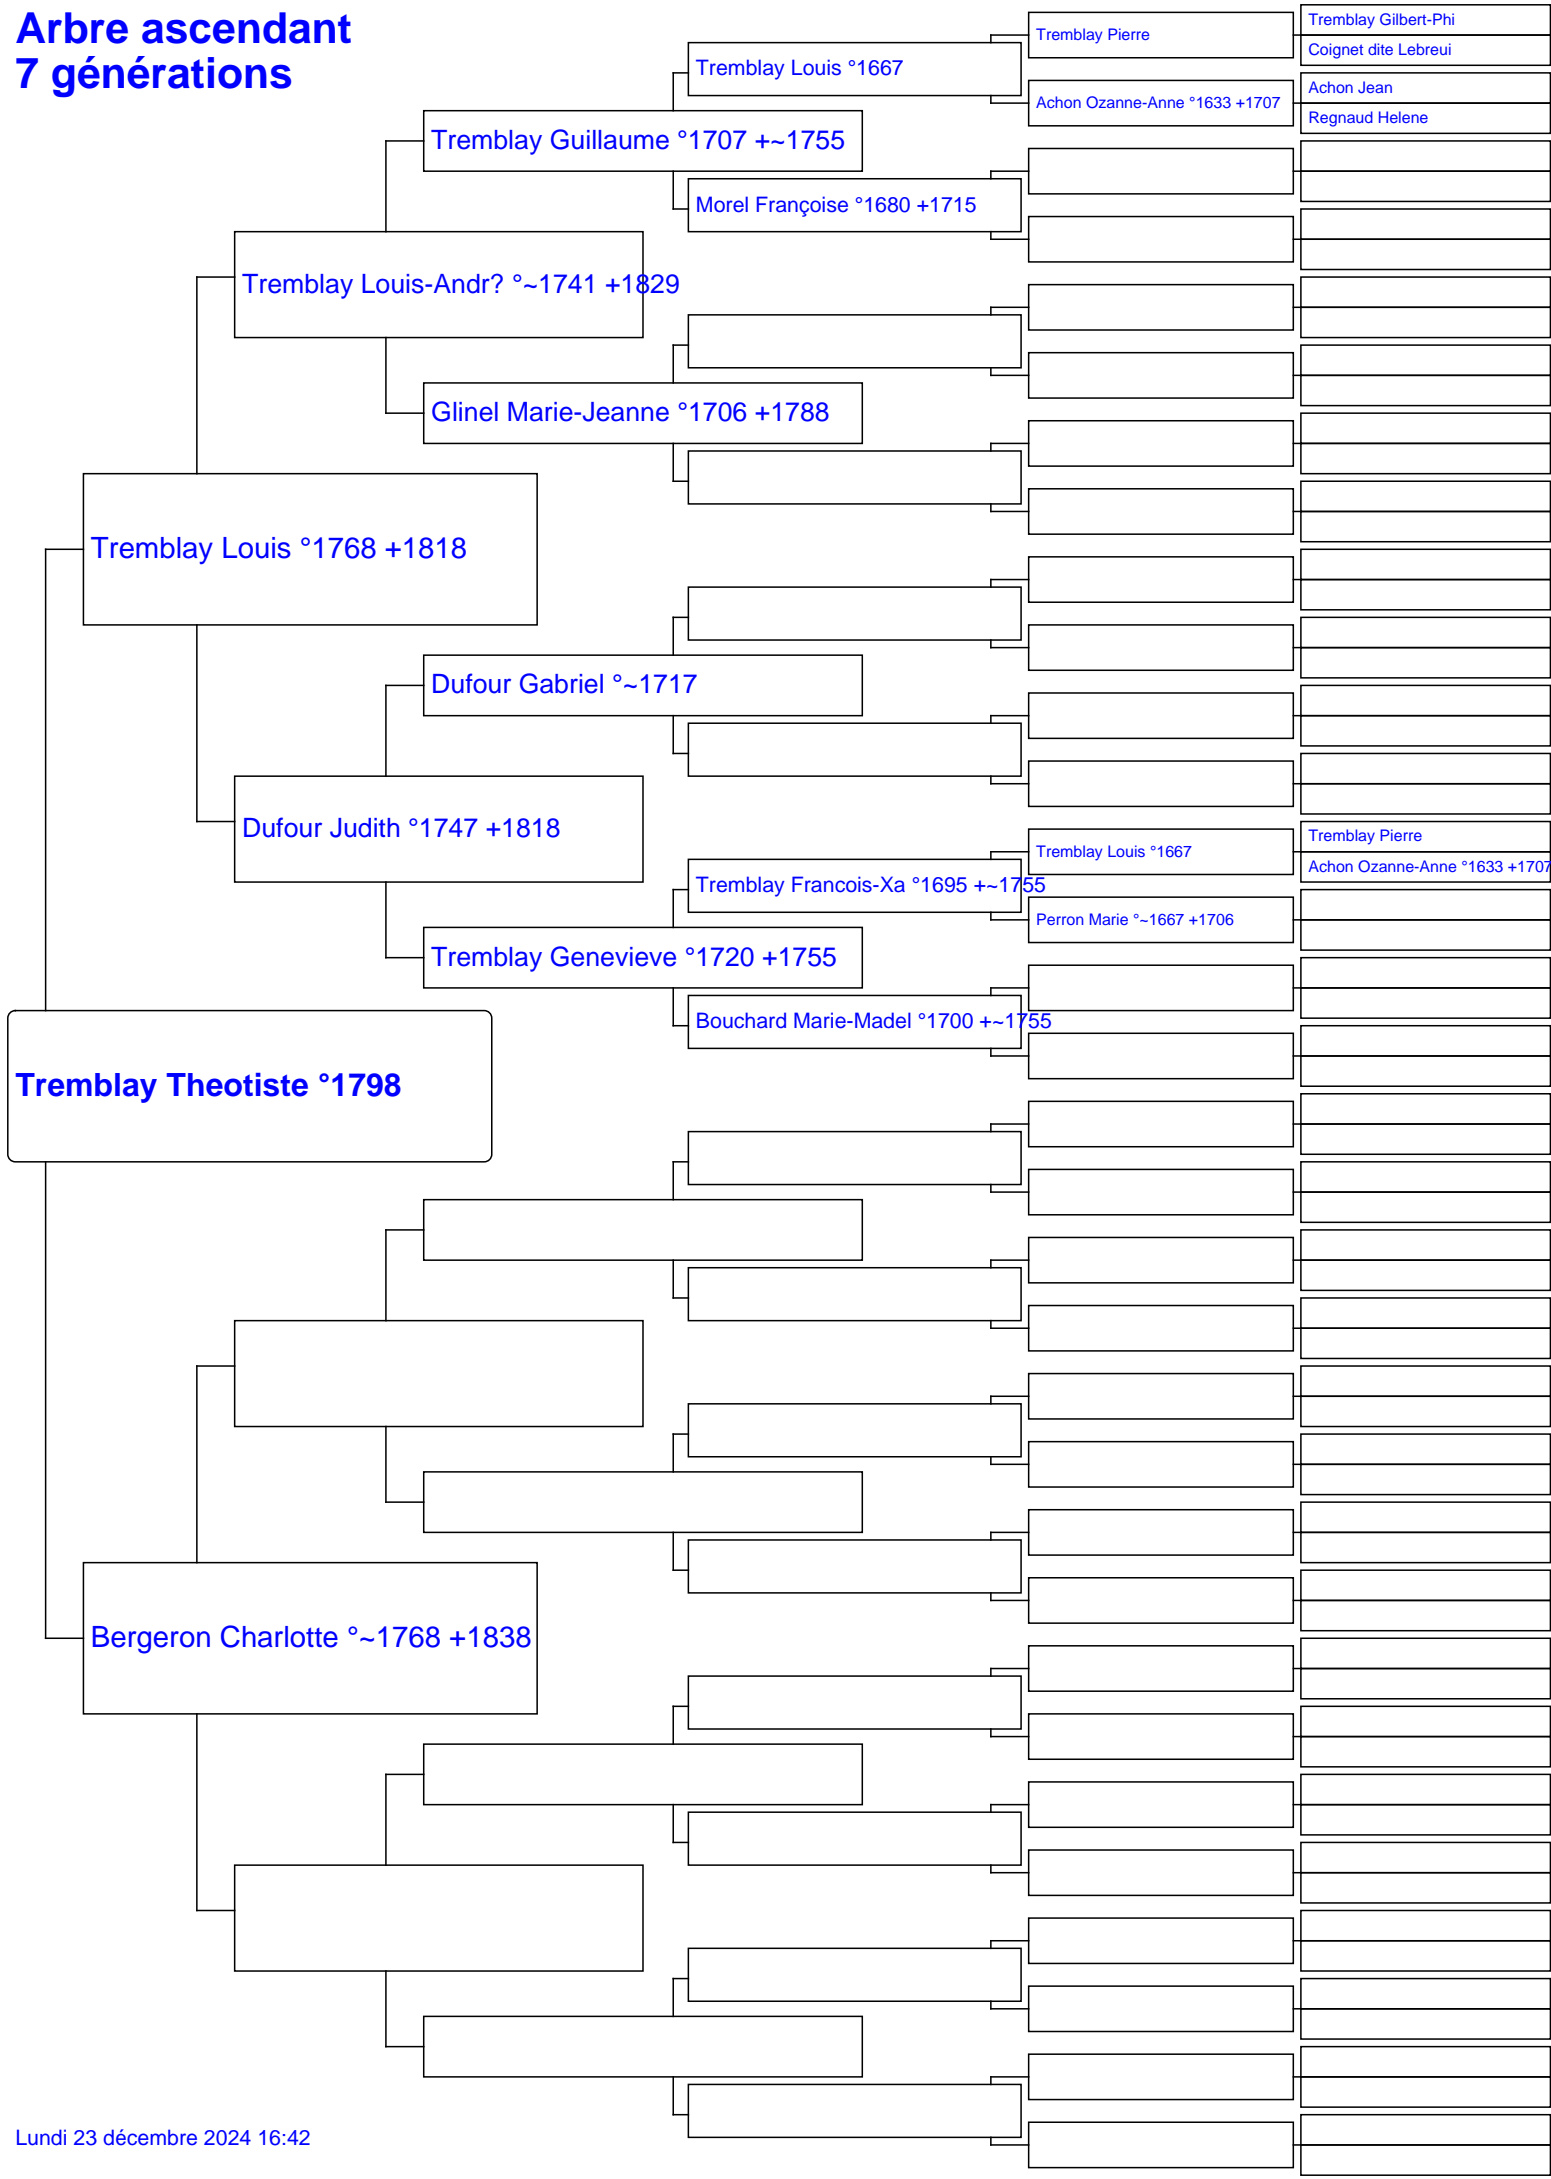 Arbre ascendant
7 générations
Tremblay Pierre
Tremblay Gilbert-Phi
Coignet dite Lebreui
Tremblay Louis °1667
Achon Ozanne-Anne °1633 +1707
Achon Jean
Regnaud Helene
Tremblay Guillaume °1707 +~1755
Morel Françoise °1680 +1715
Tremblay Louis-Andr? °~1741 +1829
Glinel Marie-Jeanne °1706 +1788
Tremblay Louis °1768 +1818
Dufour Gabriel °~1717
Dufour Judith °1747 +1818
Tremblay Louis °1667
Tremblay Pierre
Achon Ozanne-Anne °1633 +1707
Tremblay Francois-Xa °1695 +~1755
Perron Marie °~1667 +1706
Tremblay Genevieve °1720 +1755
Bouchard Marie-Madel °1700 +~1755
Tremblay Theotiste °1798
Bergeron Charlotte °~1768 +1838
Lundi 23 décembre 2024 16:42